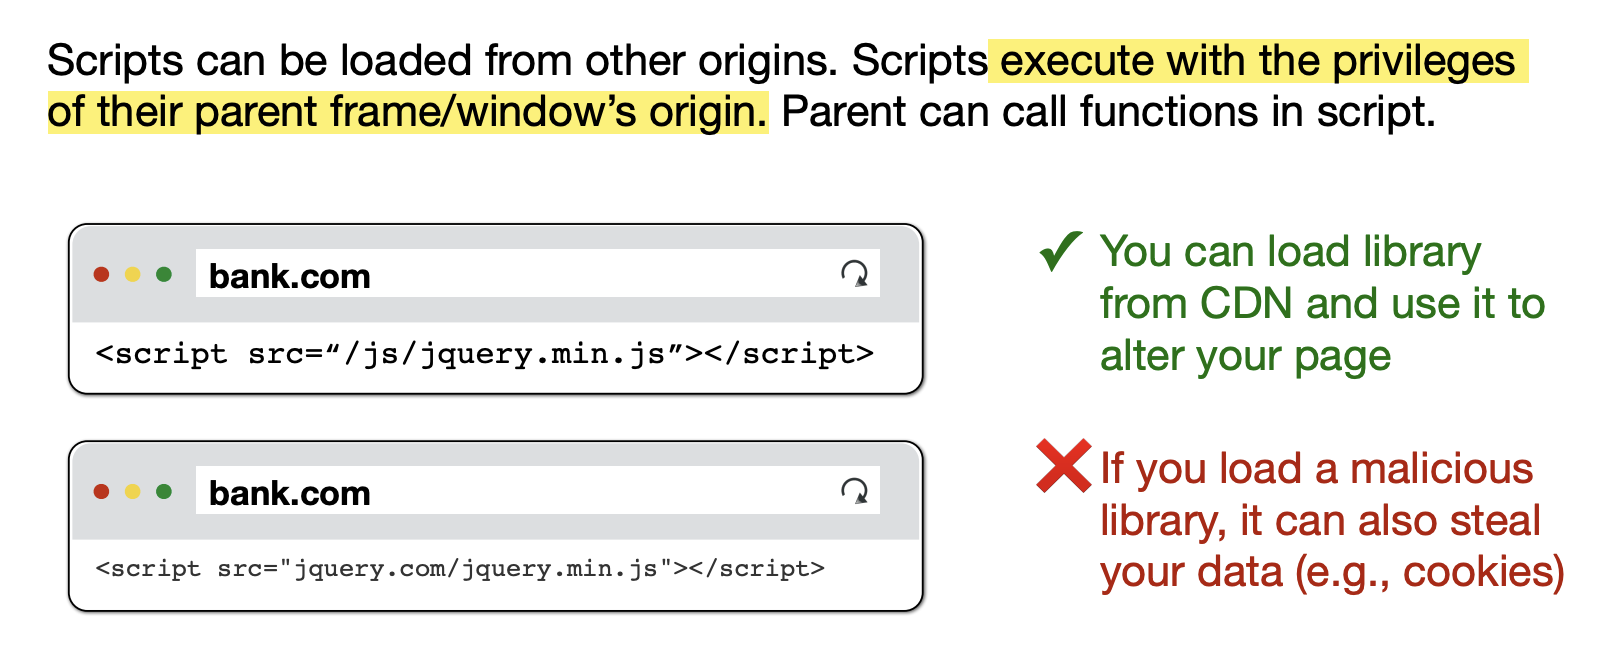 Scripts can be loaded from other origins. Scripts execute with the privileges
of their parent frame/window’s origin. Parent can call functions in script.
bank.com
<script src=“/js/jquery.min.js”></script>
✓ You can load library
from CDN and use it to
alter your page
bank.com
<script src="jquery.com/jquery.min.js"></script>
❌ If you load a malicious
library, it can also steal
your data (e.g., cookies)